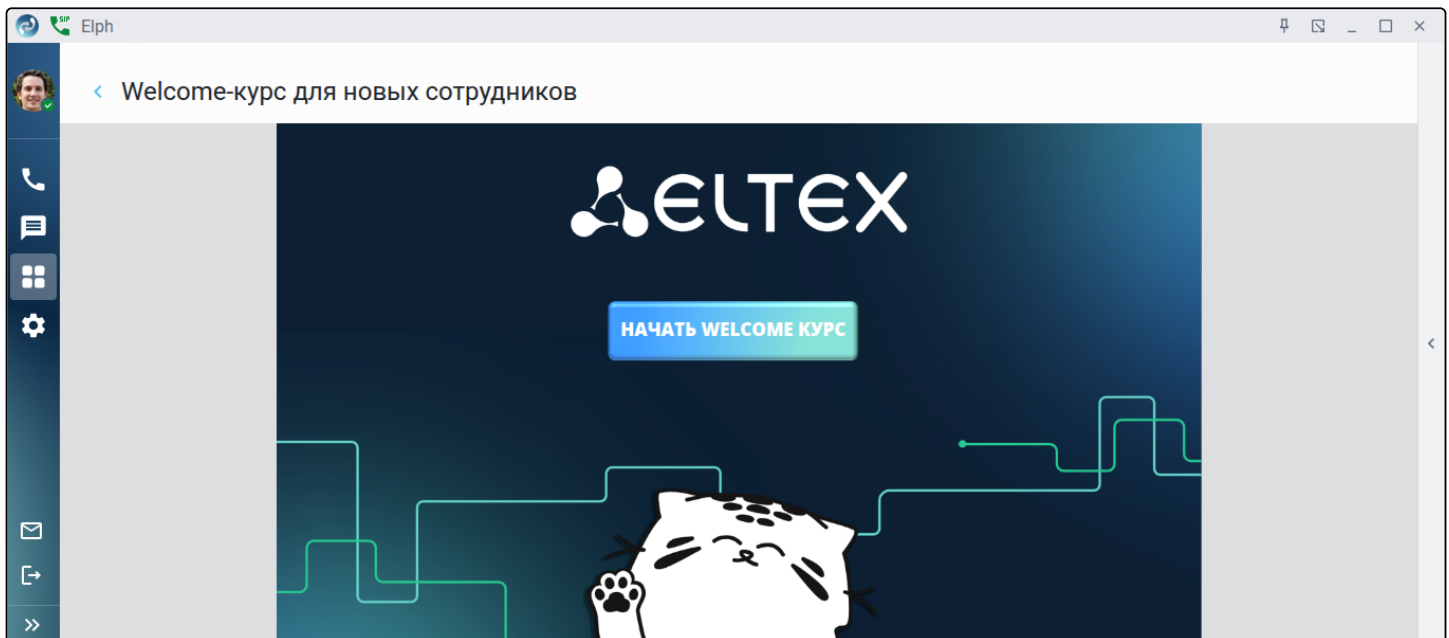 SIP
Elph
Welcome-курс для новых сотрудников
ELTEX
НАЧАТЬ WELCOME КУРС